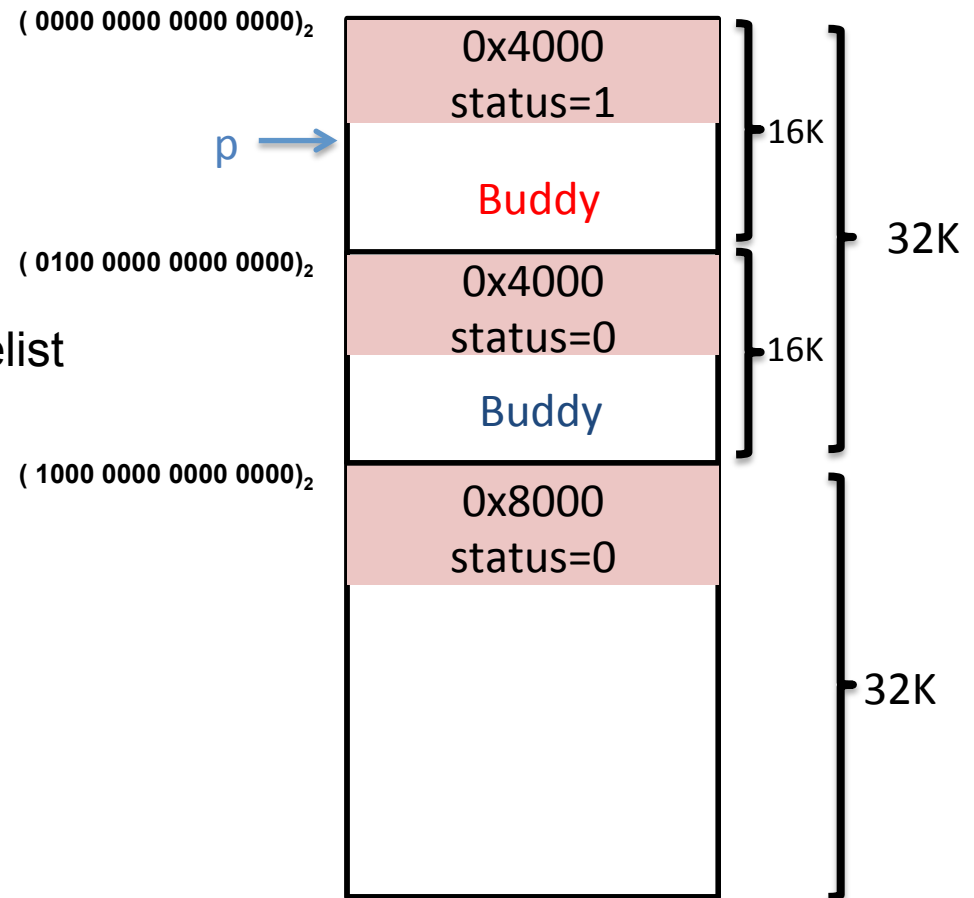 ( 0000 0000 0000 0000)₂
0x4000
status=1
p
16K
Buddy
32K
( 0100 0000 0000 0000)₂
0x4000
status=0
elist
16K
Buddy
( 1000 0000 0000 0000)₂
0x8000
status=0
32K